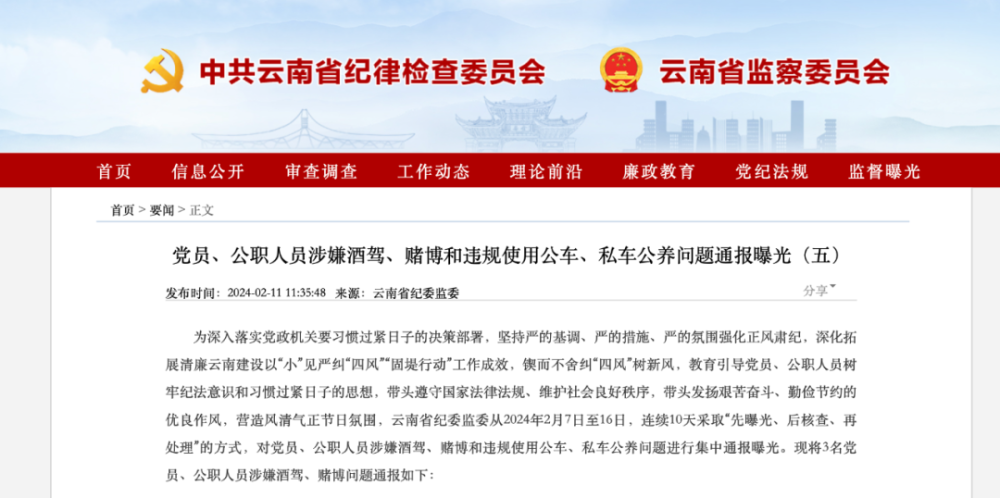 中共云南省纪律检查委员会 云南省监察委员会
首页 信息公开 审查调查 工作动态 理论前沿 廉政教育 党纪法规 监督曝光
首页 > 要闻 > 正文
党员、公职人员涉嫌酒驾、赌博和违规使用公车、私车公养问题通报曝光（五）
发布时间：2024-02-11 11:35:48 来源：云南省纪委监委 分享
为深入落实党政机关要习惯过紧日子的决策部署，坚持严的基调、严的措施、严的氛围强化正风肃纪，深化拓
展清廉云南建设以“小”见严纠“四风”“固堤行动”工作成效，锲而不舍纠“四风”树新风，教育引导党员、公职人员树
牢纪法意识和习惯过紧日子的思想，带头遵守国家法律法规、维护社会良好秩序，带头发扬艰苦奋斗、勤俭节约的
优良作风，营造风清气正节日氛围，云南省纪委监委从2024年2月7日至16日，连续10天采取“先曝光、后核查、再
处理”的方式，对党员、公职人员涉嫌酒驾、赌博和违规使用公车、私车公养问题进行集中通报曝光。现将3名党
员、公职人员涉嫌酒驾、赌博问题通报如下：